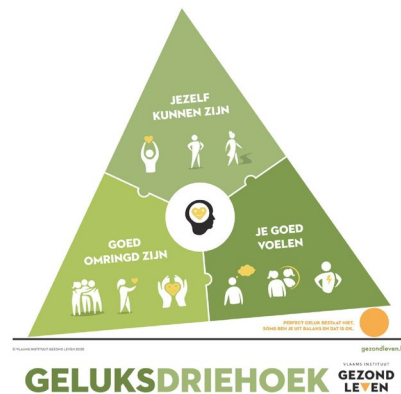 JEZELF
KUNNEN ZIJN
GOED
OMRINGD ZIJN
JE GOED
VOELEN
PERFECT GELUK BESTAAT NIET.
SOMS BEN JE UIT BALANS EN DAT IS OK.
© VLAAMS INSTITUUT GEZOND LEVEN 2020
gezondleven.
GELUKSDRIEHOEK
VLAAMS INSTITUUT
GEZOND
LEVEN